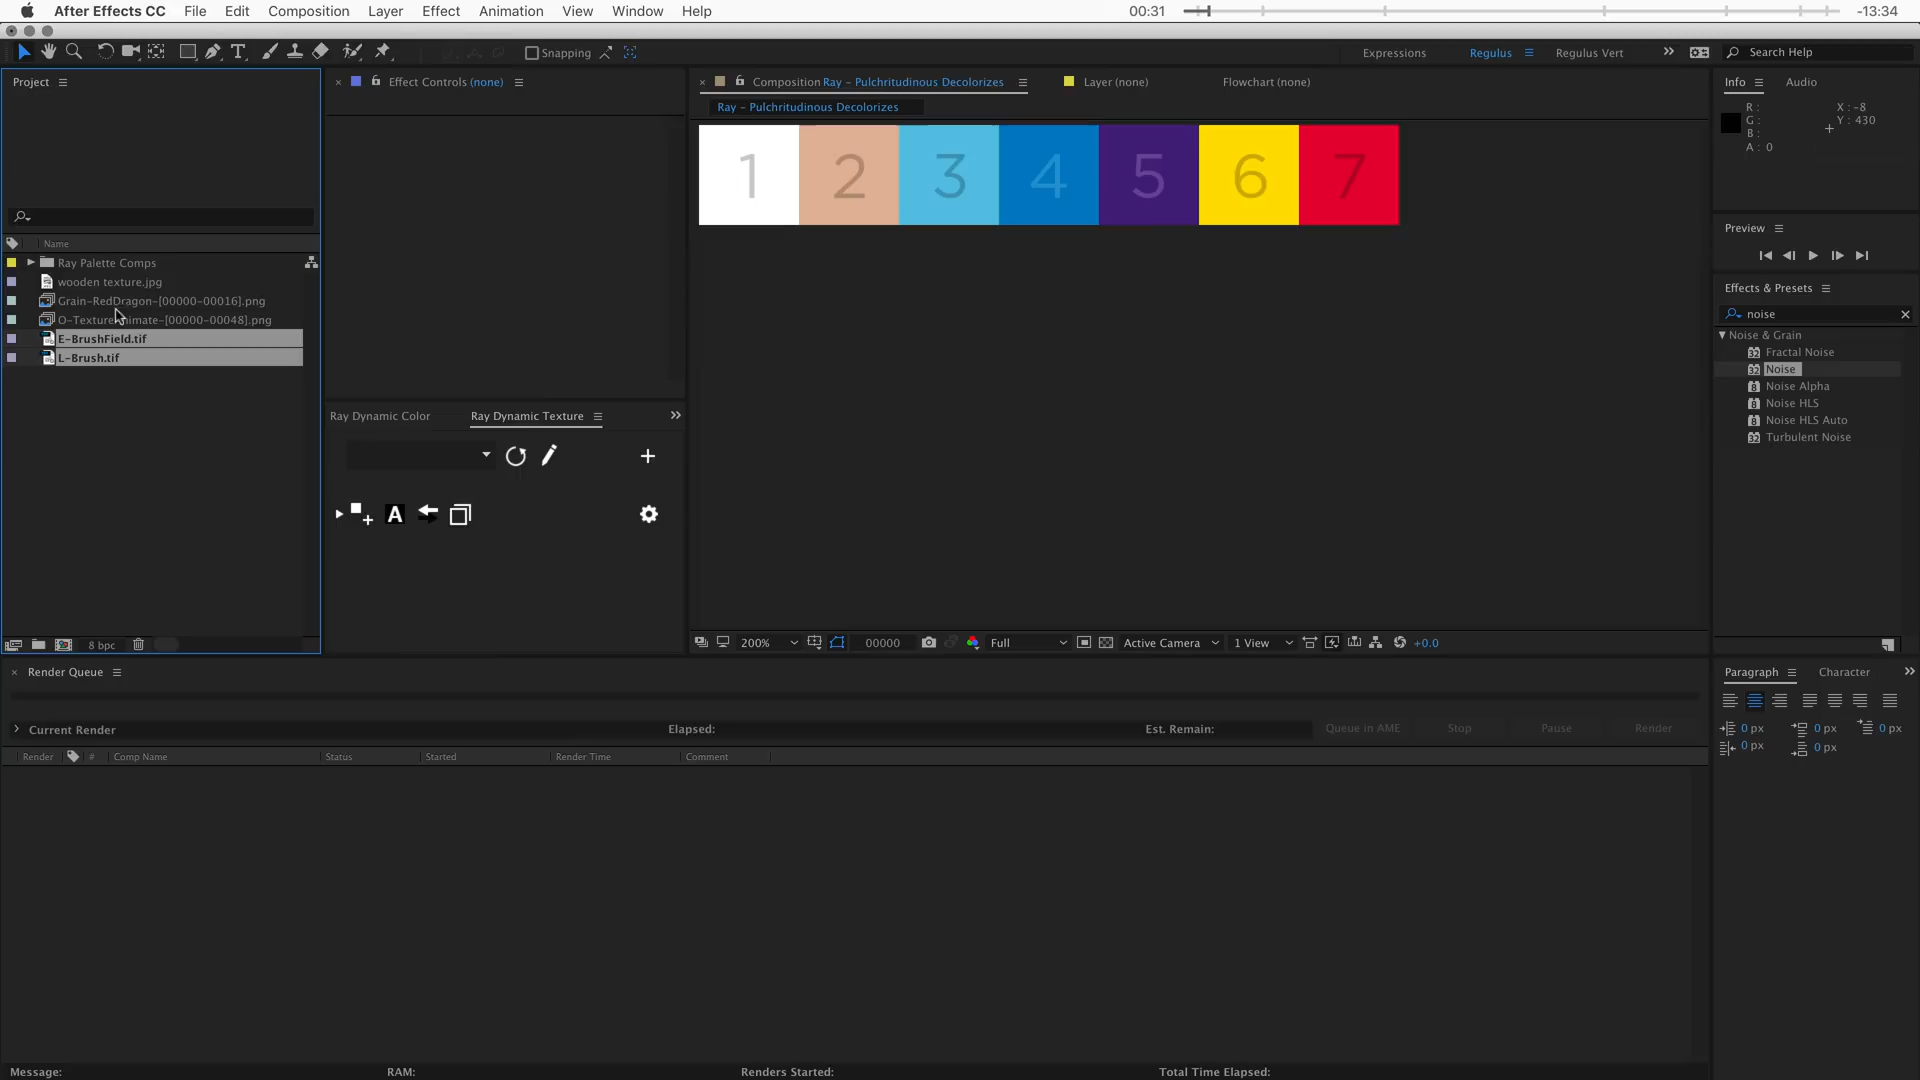 After Effects CC File Edit Composition Layer Effect Animation View Window Help 00:31 -13:34
Snapping Expressions Regulus Regulus Vert Search Help
Project Effect Controls (none) Composition Ray - Pulchritudinous Decolorizes Layer (none) Flowchart (none) Info Audio
Ray - Pulchritudinous Decolorizes
R: X: -8
G: Y: 430
B:
A: 0
1 2 3 4 5 6 7
Preview
Name
Ray Palette Comps
wooden texture.jpg
Grain-RedDragon-[00000-00016].png
E-BrushField.tif
L-Brush.tif
Effects & Presets
noise
Noise & Grain
Fractal Noise
Noise
Noise Alpha
Noise HLS
Noise HLS Auto
Turbulent Noise
Ray Dynamic Color Ray Dynamic Texture
A
8 bpc 200% 00000 Full Active Camera 1 View +0.0
Render Queue Paragraph Character
Current Render Elapsed: Est. Remain: Queue in AME Stop Pause Render
0 px 0 px 0 px
0 px 0 px
Render # Comp Name Status Started Render Time Comment
Message: RAM: Renders Started: Total Time Elapsed: